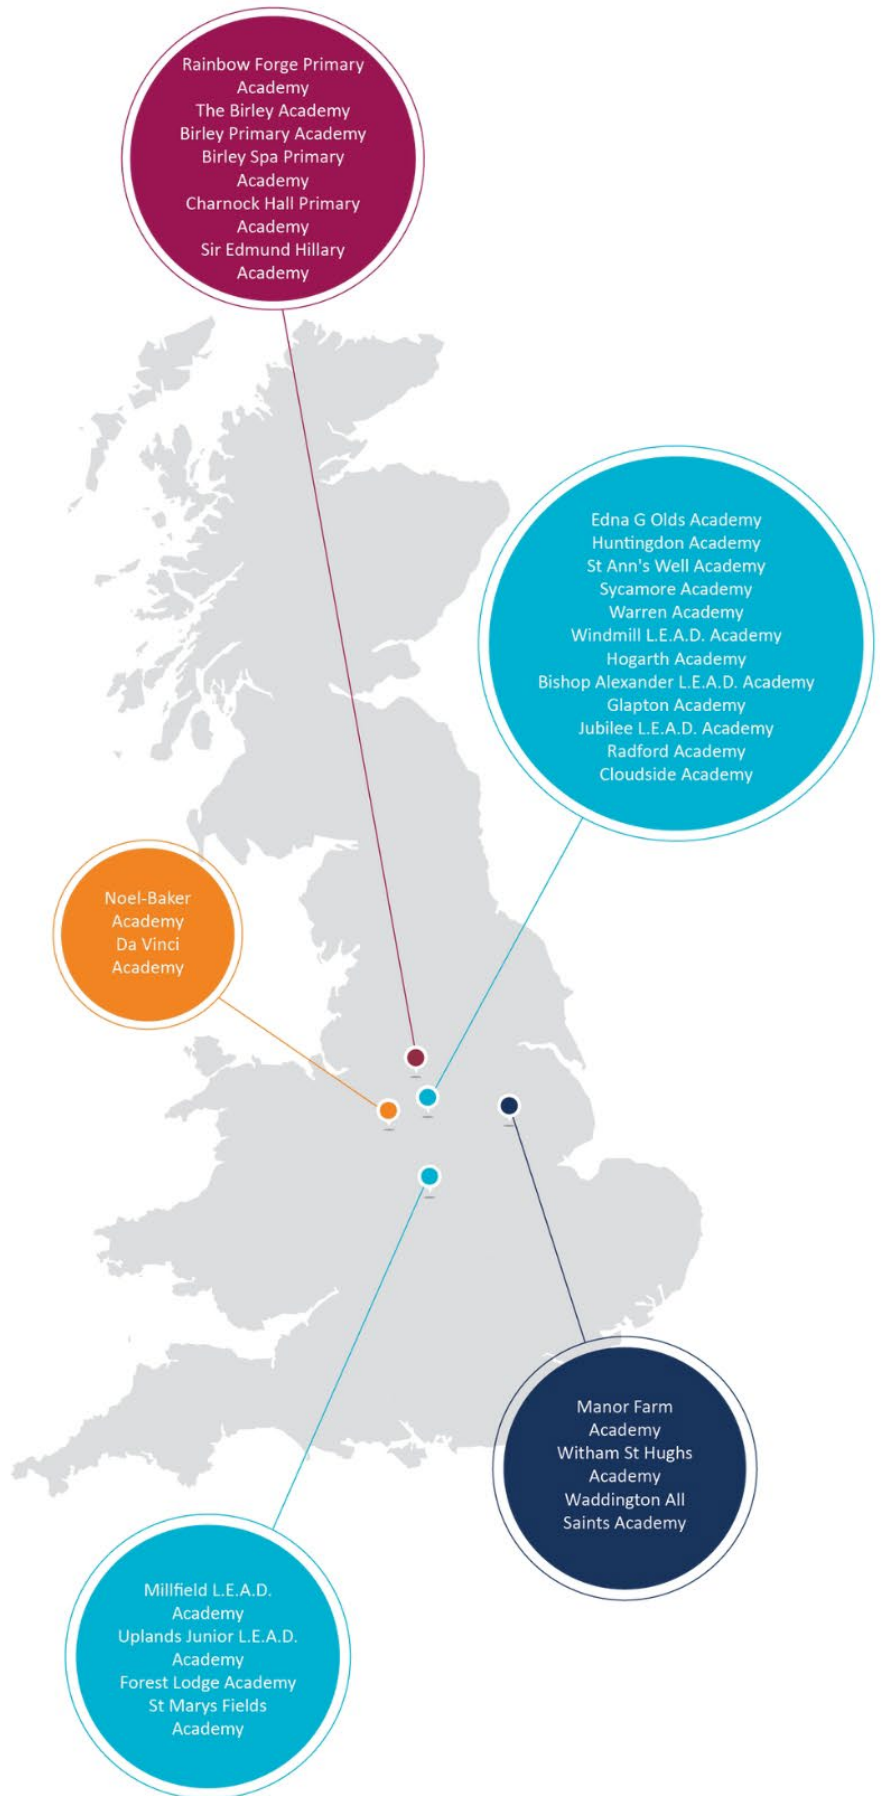 Rainbow Forge Primary
Academy
The Birley Academy
Birley Primary Academy
Birley Spa Primary
Academy
Charnock Hall Primary
Academy
Sir Edmund Hillary
Academy
Edna G Olds Academy
Huntingdon Academy
St Ann's Well Academy
Sycamore Academy
Warren Academy
Windmill L.E.A.D. Academy
Hogarth Academy
Bishop Alexander L.E.A.D. Academy
Glapton Academy
Jubilee L.E.A.D. Academy
Radford Academy
Cloudside Academy
Noel-Baker
Academy
Da Vinci
Academy
Manor Farm
Academy
Witham St Hughs
Academy
Waddington All
Saints Academy
Millfield L.E.A.D.
Academy
Uplands Junior L.E.A.D.
Academy
Forest Lodge Academy
St Marys Fields
Academy